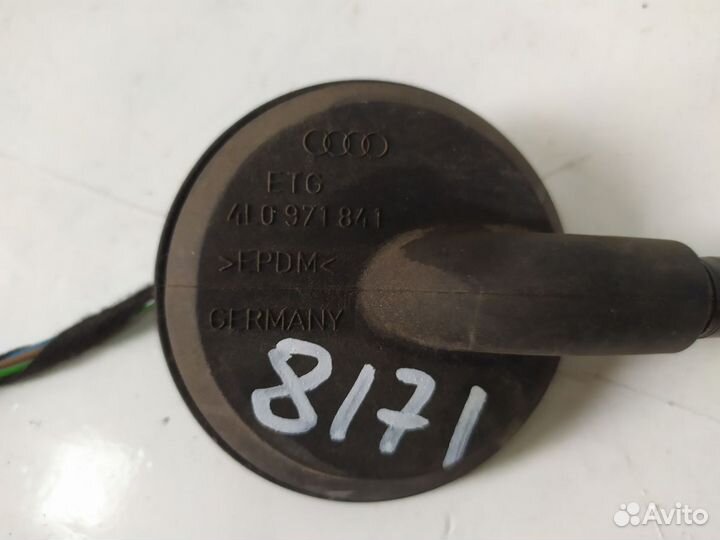 ETG
4L0 971 841
>EPDM<
GERMANY
8171
Avito